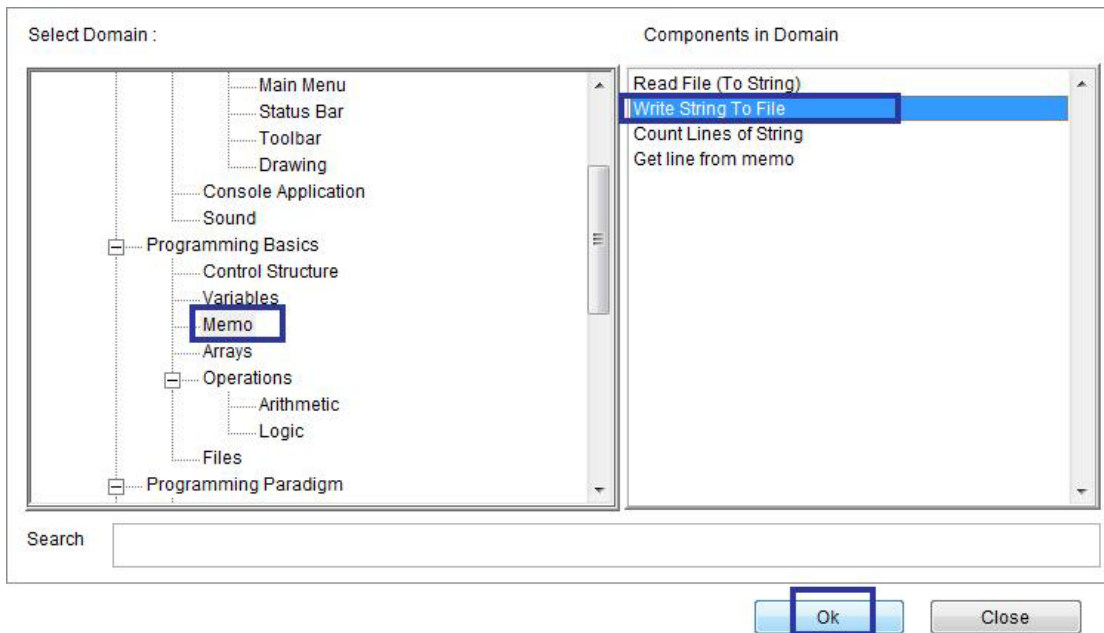 Select Domain :
Components in Domain
Main Menu
Status Bar
Toolbar
Drawing
Console Application
Sound
Programming Basics
Control Structure
Variables
Memo
Arrays
Operations
Arithmetic
Logic
Files
Programming Paradigm
Read File (To String)
Write String To File
Count Lines of String
Get line from memo
Search
Ok
Close